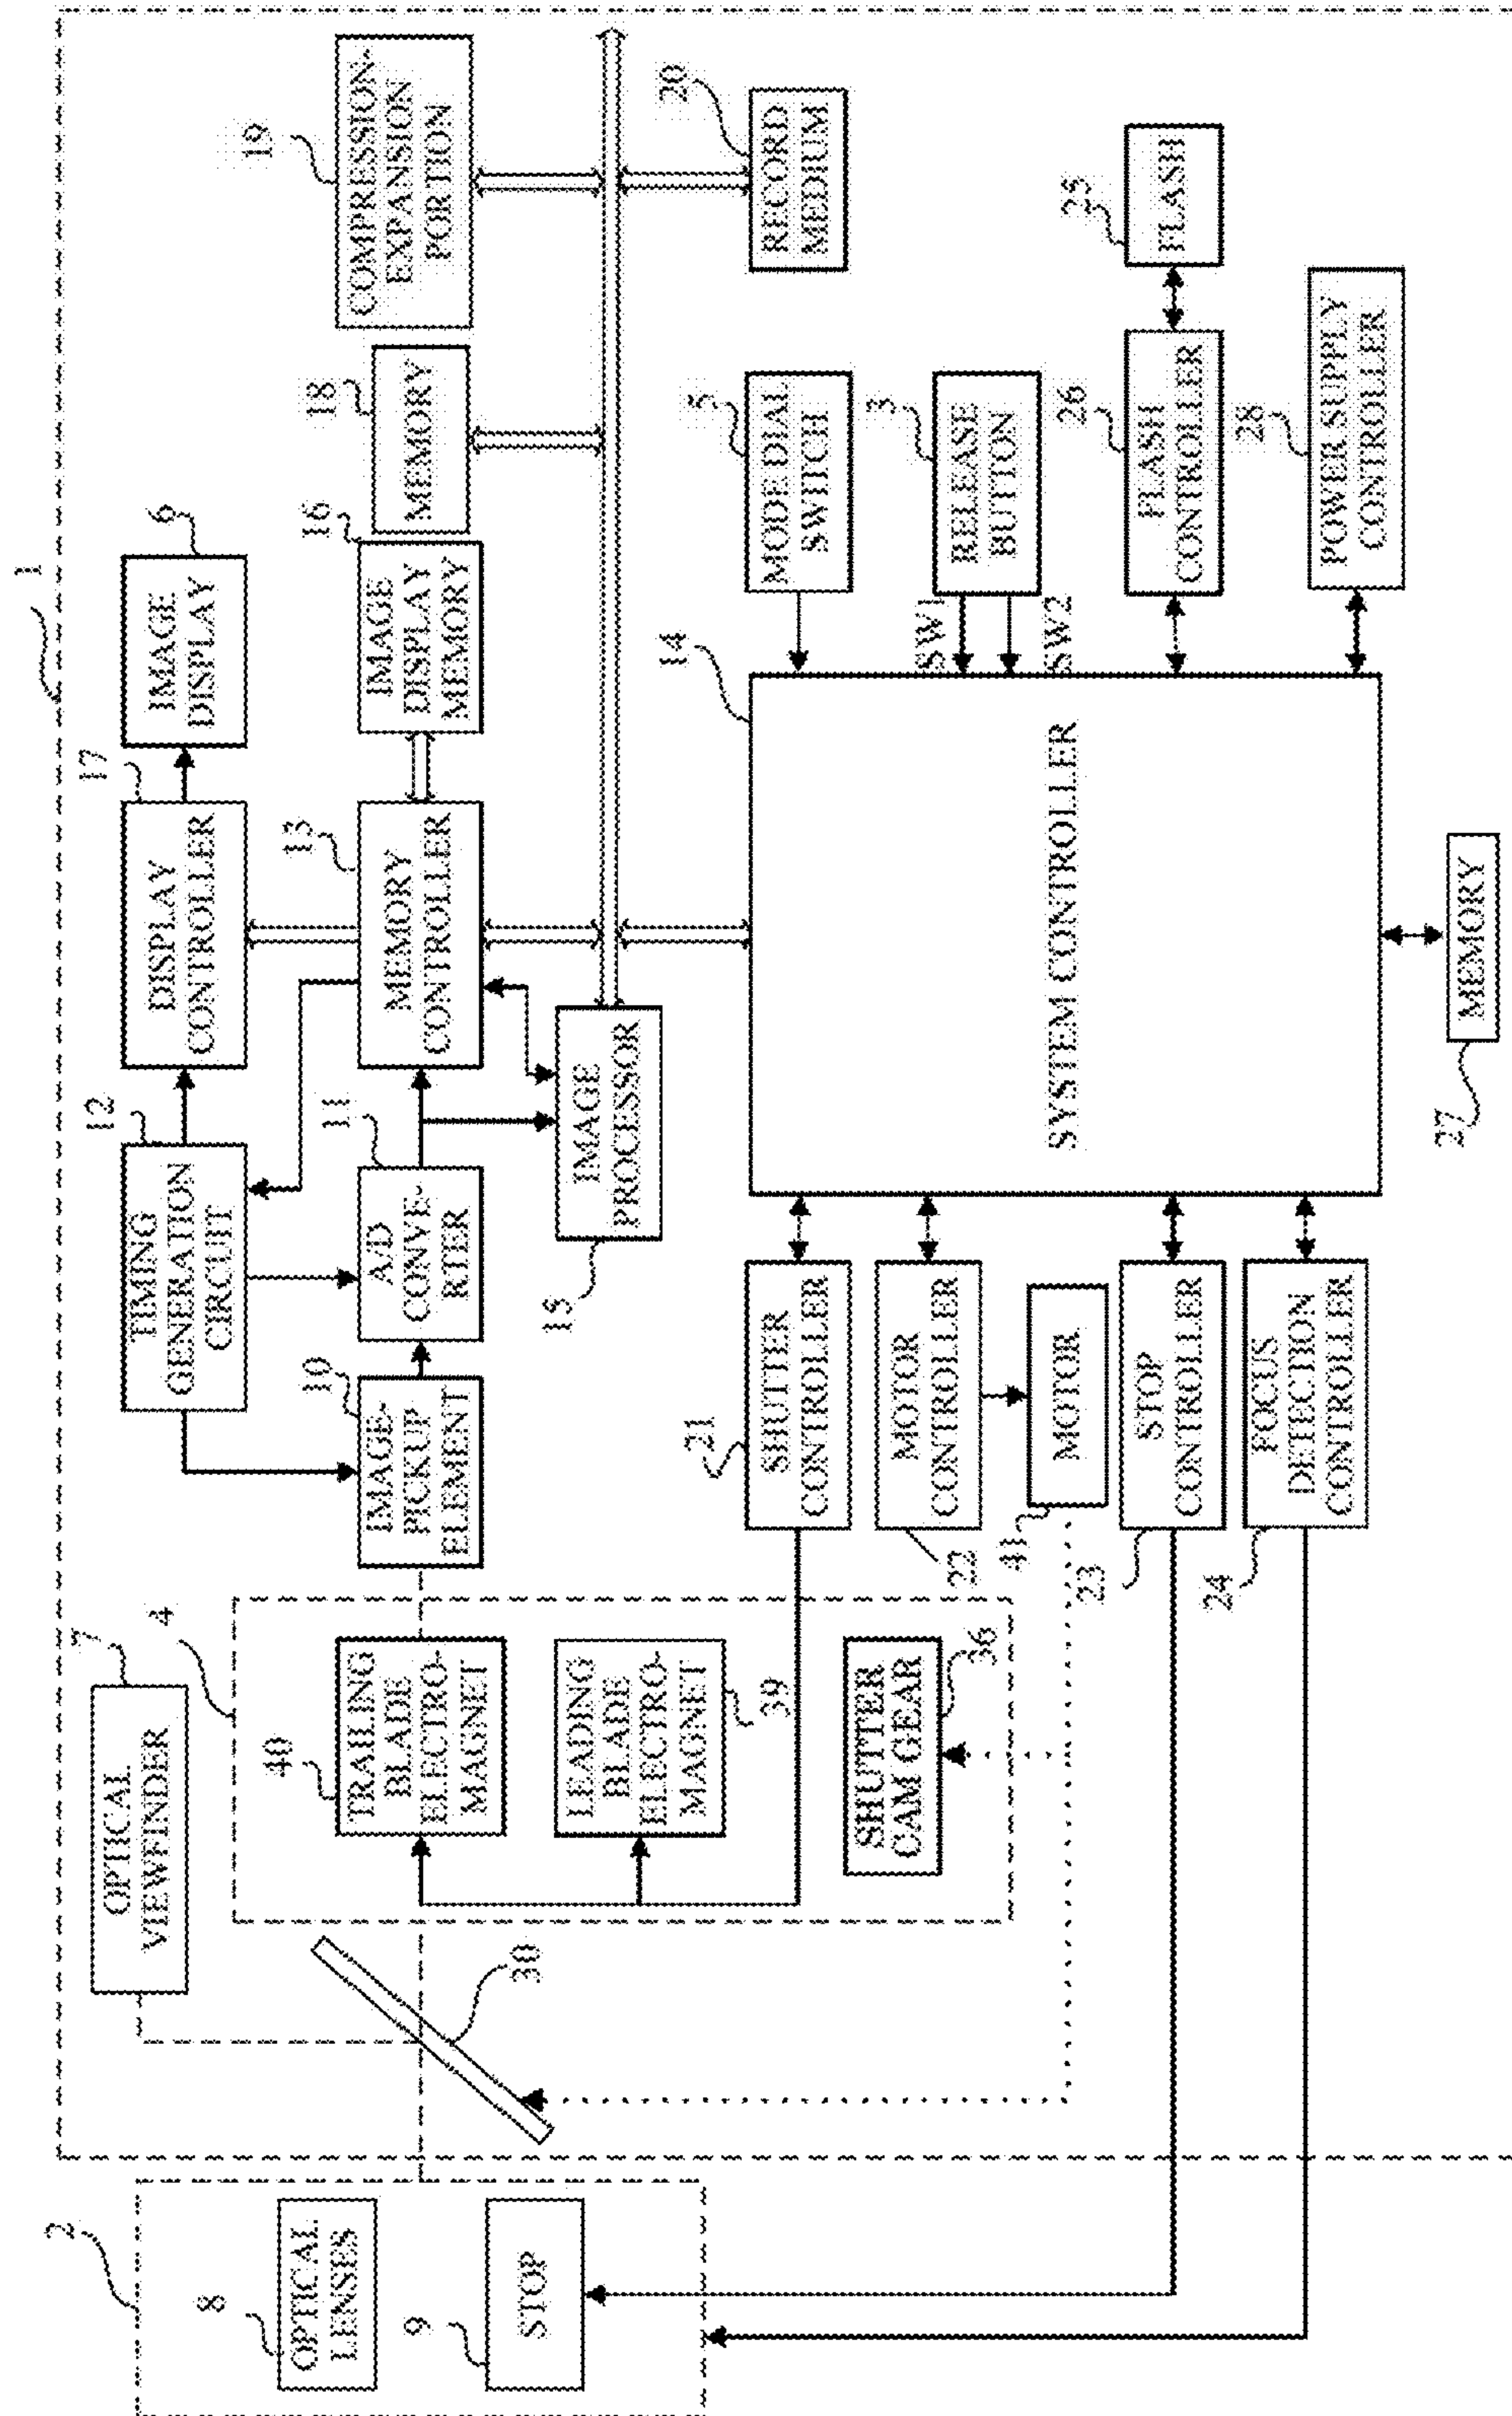 1
2
8
OPTICAL
LENSES
9
STOP
7
OPTICAL
VIEWFINDER
30
4
40
TRAILING
BLADE
ELECTRO-
MAGNET
LEADING
BLADE
ELECTRO-
MAGNET
39
SHUTTER
CAM GEAR
36
10
IMAGE-
PICKUP
ELEMENT
12
TIMING
GENERATION
CIRCUIT
11
A/D
CONVE-
RTER
15
IMAGE
PROCESSOR
17
DISPLAY
CONTROLLER
13
MEMORY
CONTROLLER
6
IMAGE
DISPLAY
16
IMAGE
DISPLAY
MEMORY
18
MEMORY
19
COMPRESSION-
EXPANSION
PORTION
20
RECORD
MEDIUM
21
SHUTTER
CONTROLLER
22
MOTOR
CONTROLLER
41
MOTOR
23
STOP
CONTROLLER
24
FOCUS
DETECTION
CONTROLLER
14
SYSTEM CONTROLLER
27
MEMORY
5
MODE DIAL
SWITCH
3
RELEASE
BUTTON
SW1
SW2
26
FLASH
CONTROLLER
25
FLASH
28
POWER SUPPLY
CONTROLLER